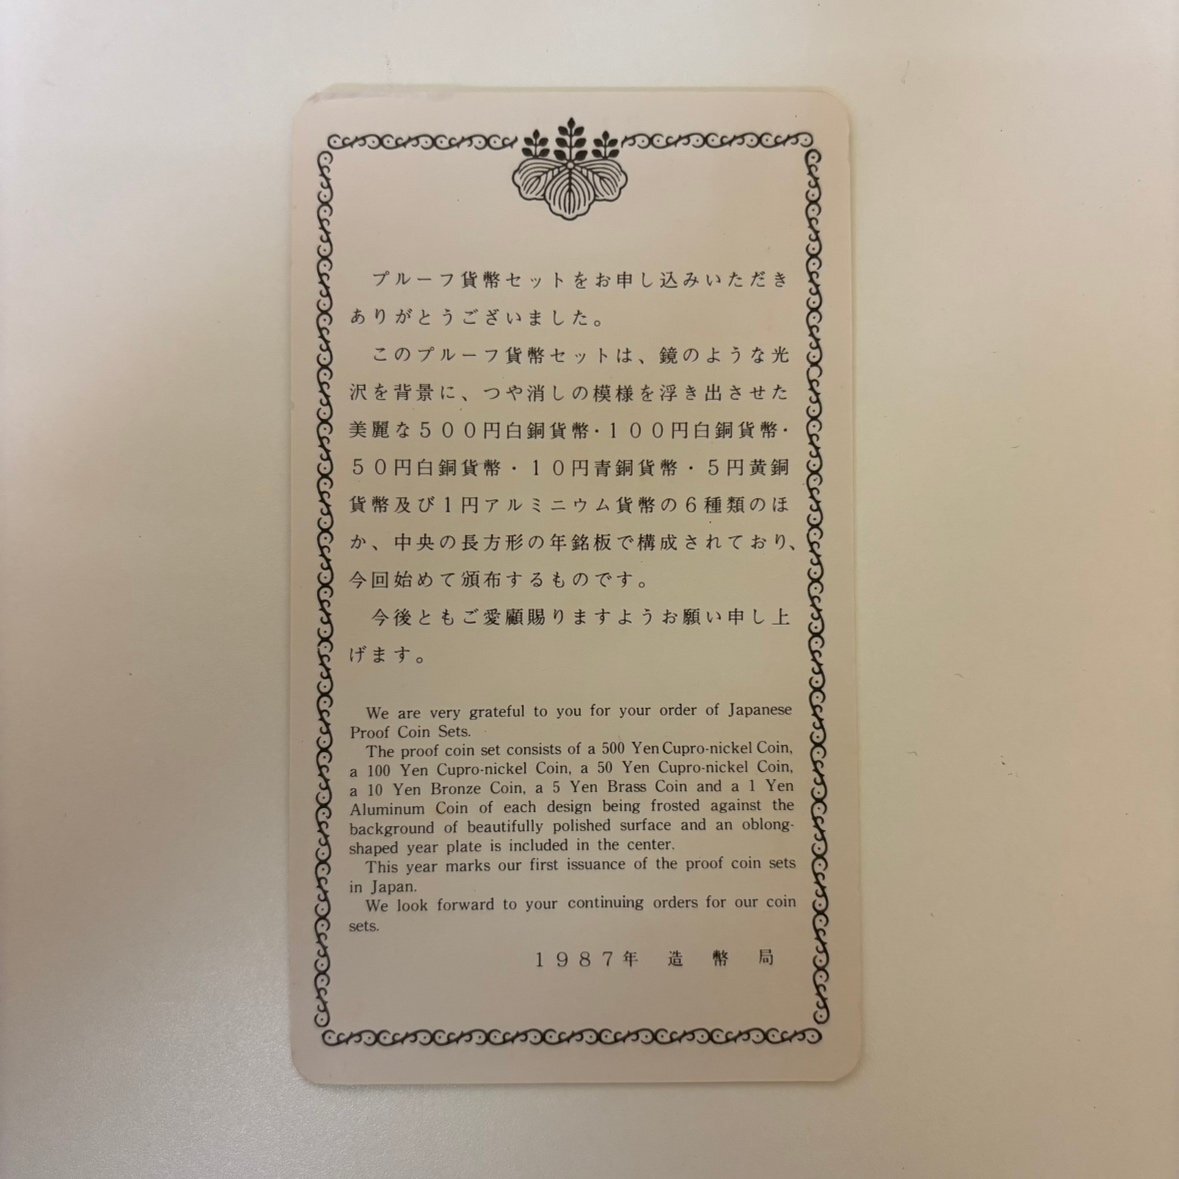 プルーフ貨幣セットをお申し込みいただき
ありがとうございました。
このプルーフ貨幣セットは、鏡のような光
沢を背景に、つや消しの模様を浮き出させた
美麗な５００円白銅貨幣・１００円白銅貨幣・
５０円白銅貨幣・１０円青銅貨幣・５円黄銅
貨幣及び１円アルミニウム貨幣の６種類のほ
か、中央の長方形の年銘板で構成されており、
今回始めて頒布するものです。
今後ともご愛顧賜りますようお願い申し上
げます。
We are very grateful to you for your order of Japanese
Proof Coin Sets.
The proof coin set consists of a 500 Yen Cupro-nickel Coin,
a 100 Yen Cupro-nickel Coin, a 50 Yen Cupro-nickel Coin,
a 10 Yen Bronze Coin, a 5 Yen Brass Coin and a 1 Yen
Aluminum Coin of each design being frosted against the
background of beautifully polished surface and an oblong-
shaped year plate is included in the center.
This year marks our first issuance of the proof coin sets
in Japan.
We look forward to your continuing orders for our coin
sets.
１９８７年 造幣局